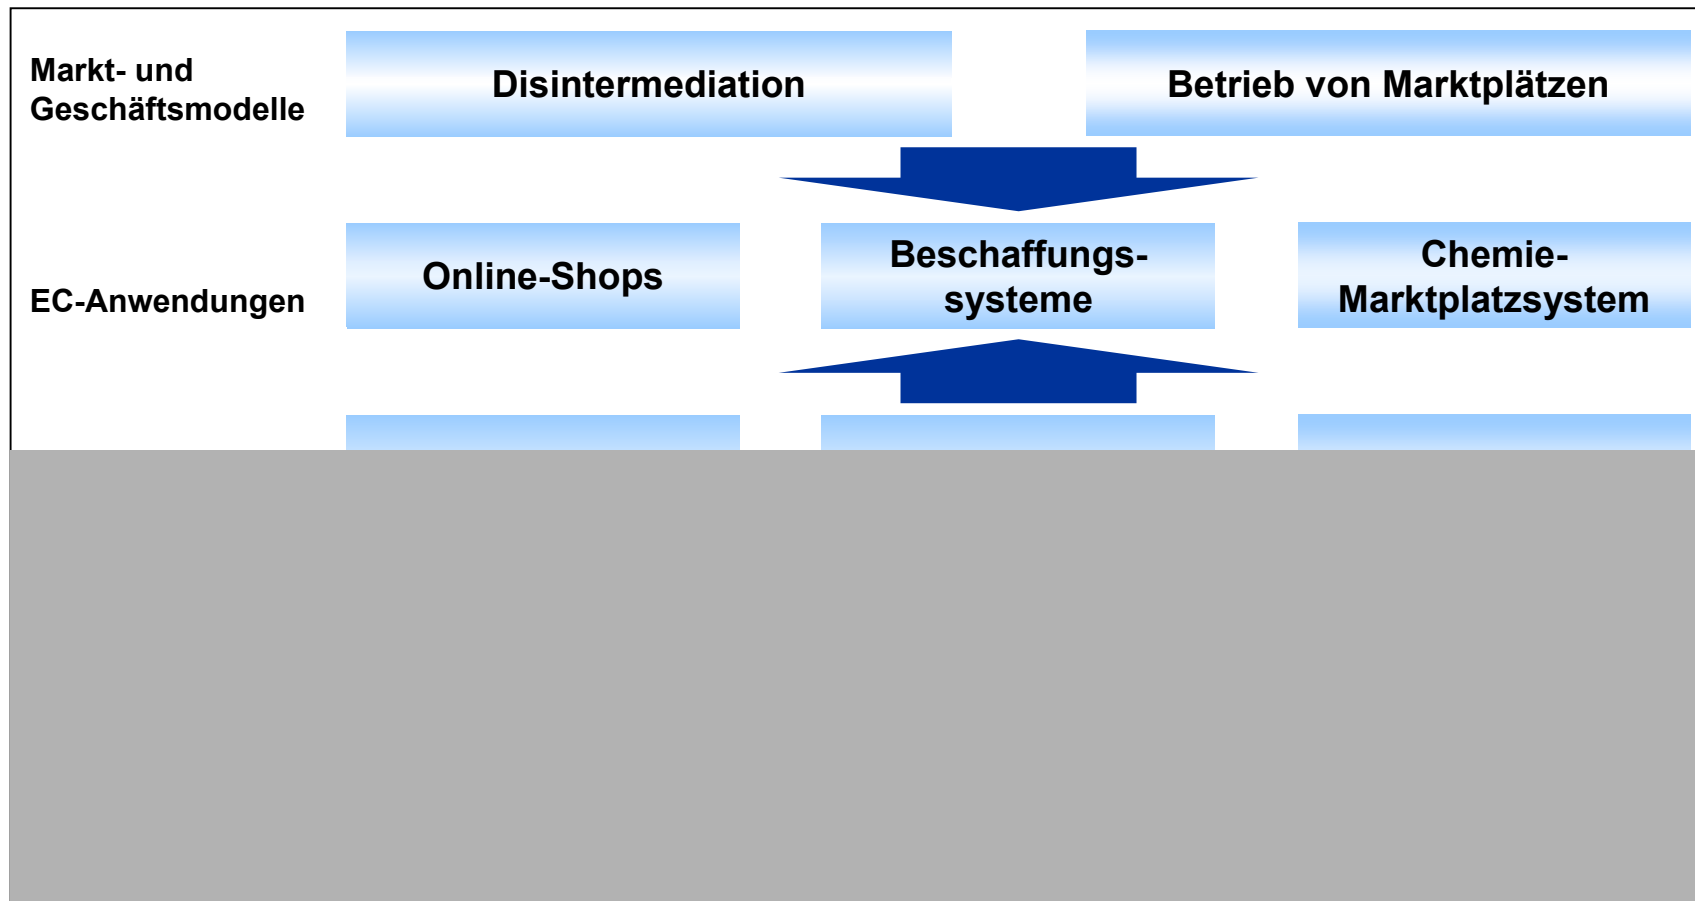 Markt- und
Geschäftsmodelle
Disintermediation
Betrieb von Marktplätzen
EC-Anwendungen
Online-Shops
Beschaffungs-
systeme
Chemie-
Marktplatzsystem